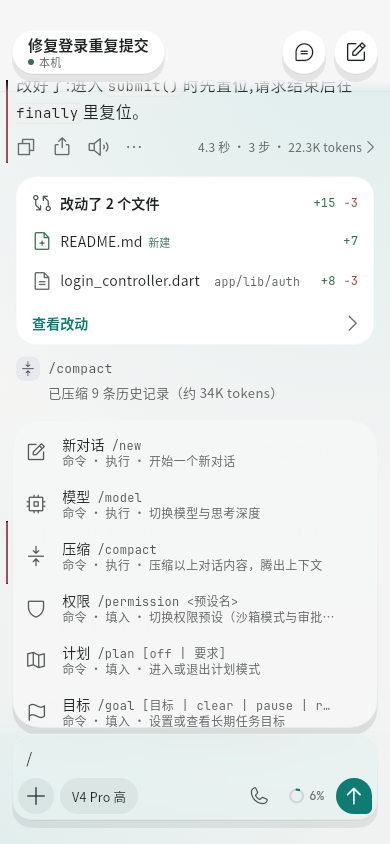 修复登录重复提交
本机
改好了:进入 submit() 时先置位,请求结束后在
finally 里复位。
4.3 秒 · 3 步 · 22.3K tokens
改动了 2 个文件 +15 -3
README.md 新建 +7
login_controller.dart app/lib/auth +8 -3
查看改动
/compact
已压缩 9 条历史记录（约 34K tokens）
新对话 /new
命令 · 执行 · 开始一个新对话
模型 /model
命令 · 执行 · 切换模型与思考深度
压缩 /compact
命令 · 执行 · 压缩以上对话内容，腾出上下文
权限 /permission <预设名>
命令 · 填入 · 切换权限预设（沙箱模式与审批…
计划 /plan [off | 要求]
命令 · 填入 · 进入或退出计划模式
目标 /goal [目标 | clear | pause | r…
命令 · 填入 · 设置或查看长期任务目标
/
V4 Pro 高
6%